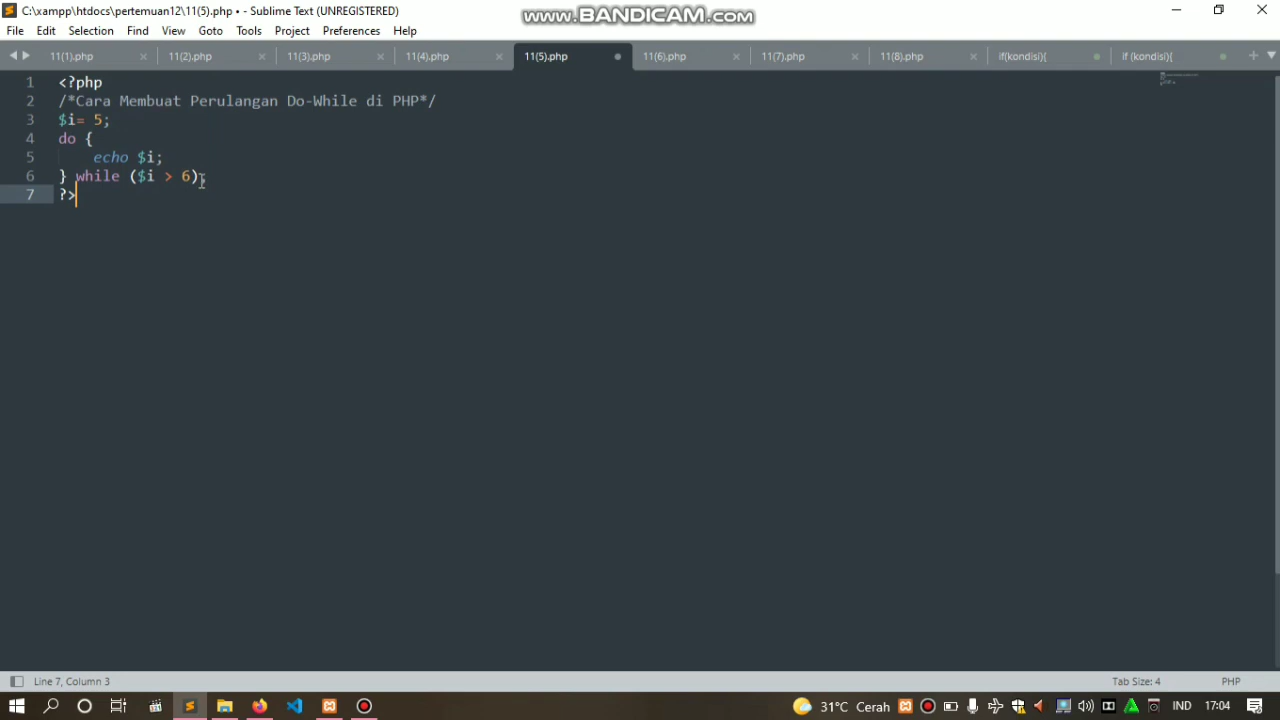 C:\xampp\htdocs\pertemuan12\11(5).php • - Sublime Text (UNREGISTERED)
www.BANDICAM.com
File Edit Selection Find View Goto Tools Project Preferences Help
11(1).php 11(2).php 11(3).php 11(4).php 11(5).php 11(6).php 11(7).php 11(8).php if(kondisi){ if (kondisi){
1 <?php
2 /*Cara Membuat Perulangan Do-While di PHP*/
3 $i= 5;
4 do {
5 echo $i;
6 } while ($i > 6);
7 ?>
Line 7, Column 3 Tab Size: 4 PHP
31°C Cerah IND 17:04